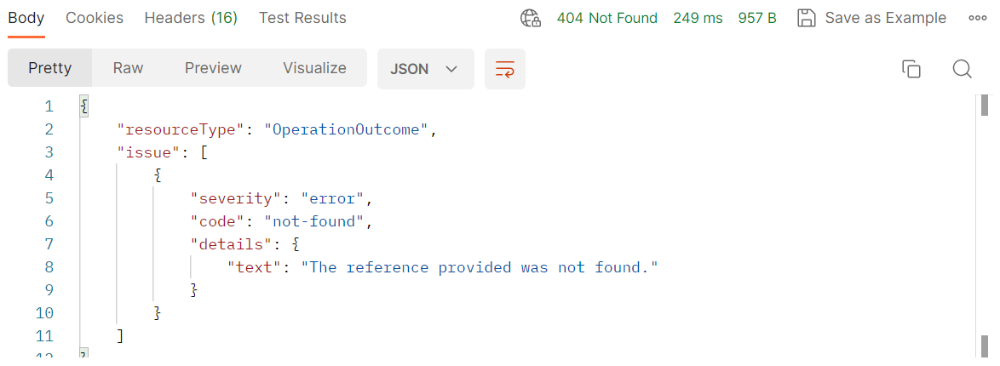 Body Cookies Headers (16) Test Results 404 Not Found 249 ms 957 B Save as Example
Pretty Raw Preview Visualize JSON
1 {
2 "resourceType": "OperationOutcome",
3 "issue": [
4 {
5 "severity": "error",
6 "code": "not-found",
7 "details": {
8 "text": "The reference provided was not found."
9 }
10 }
11 ]
12 }